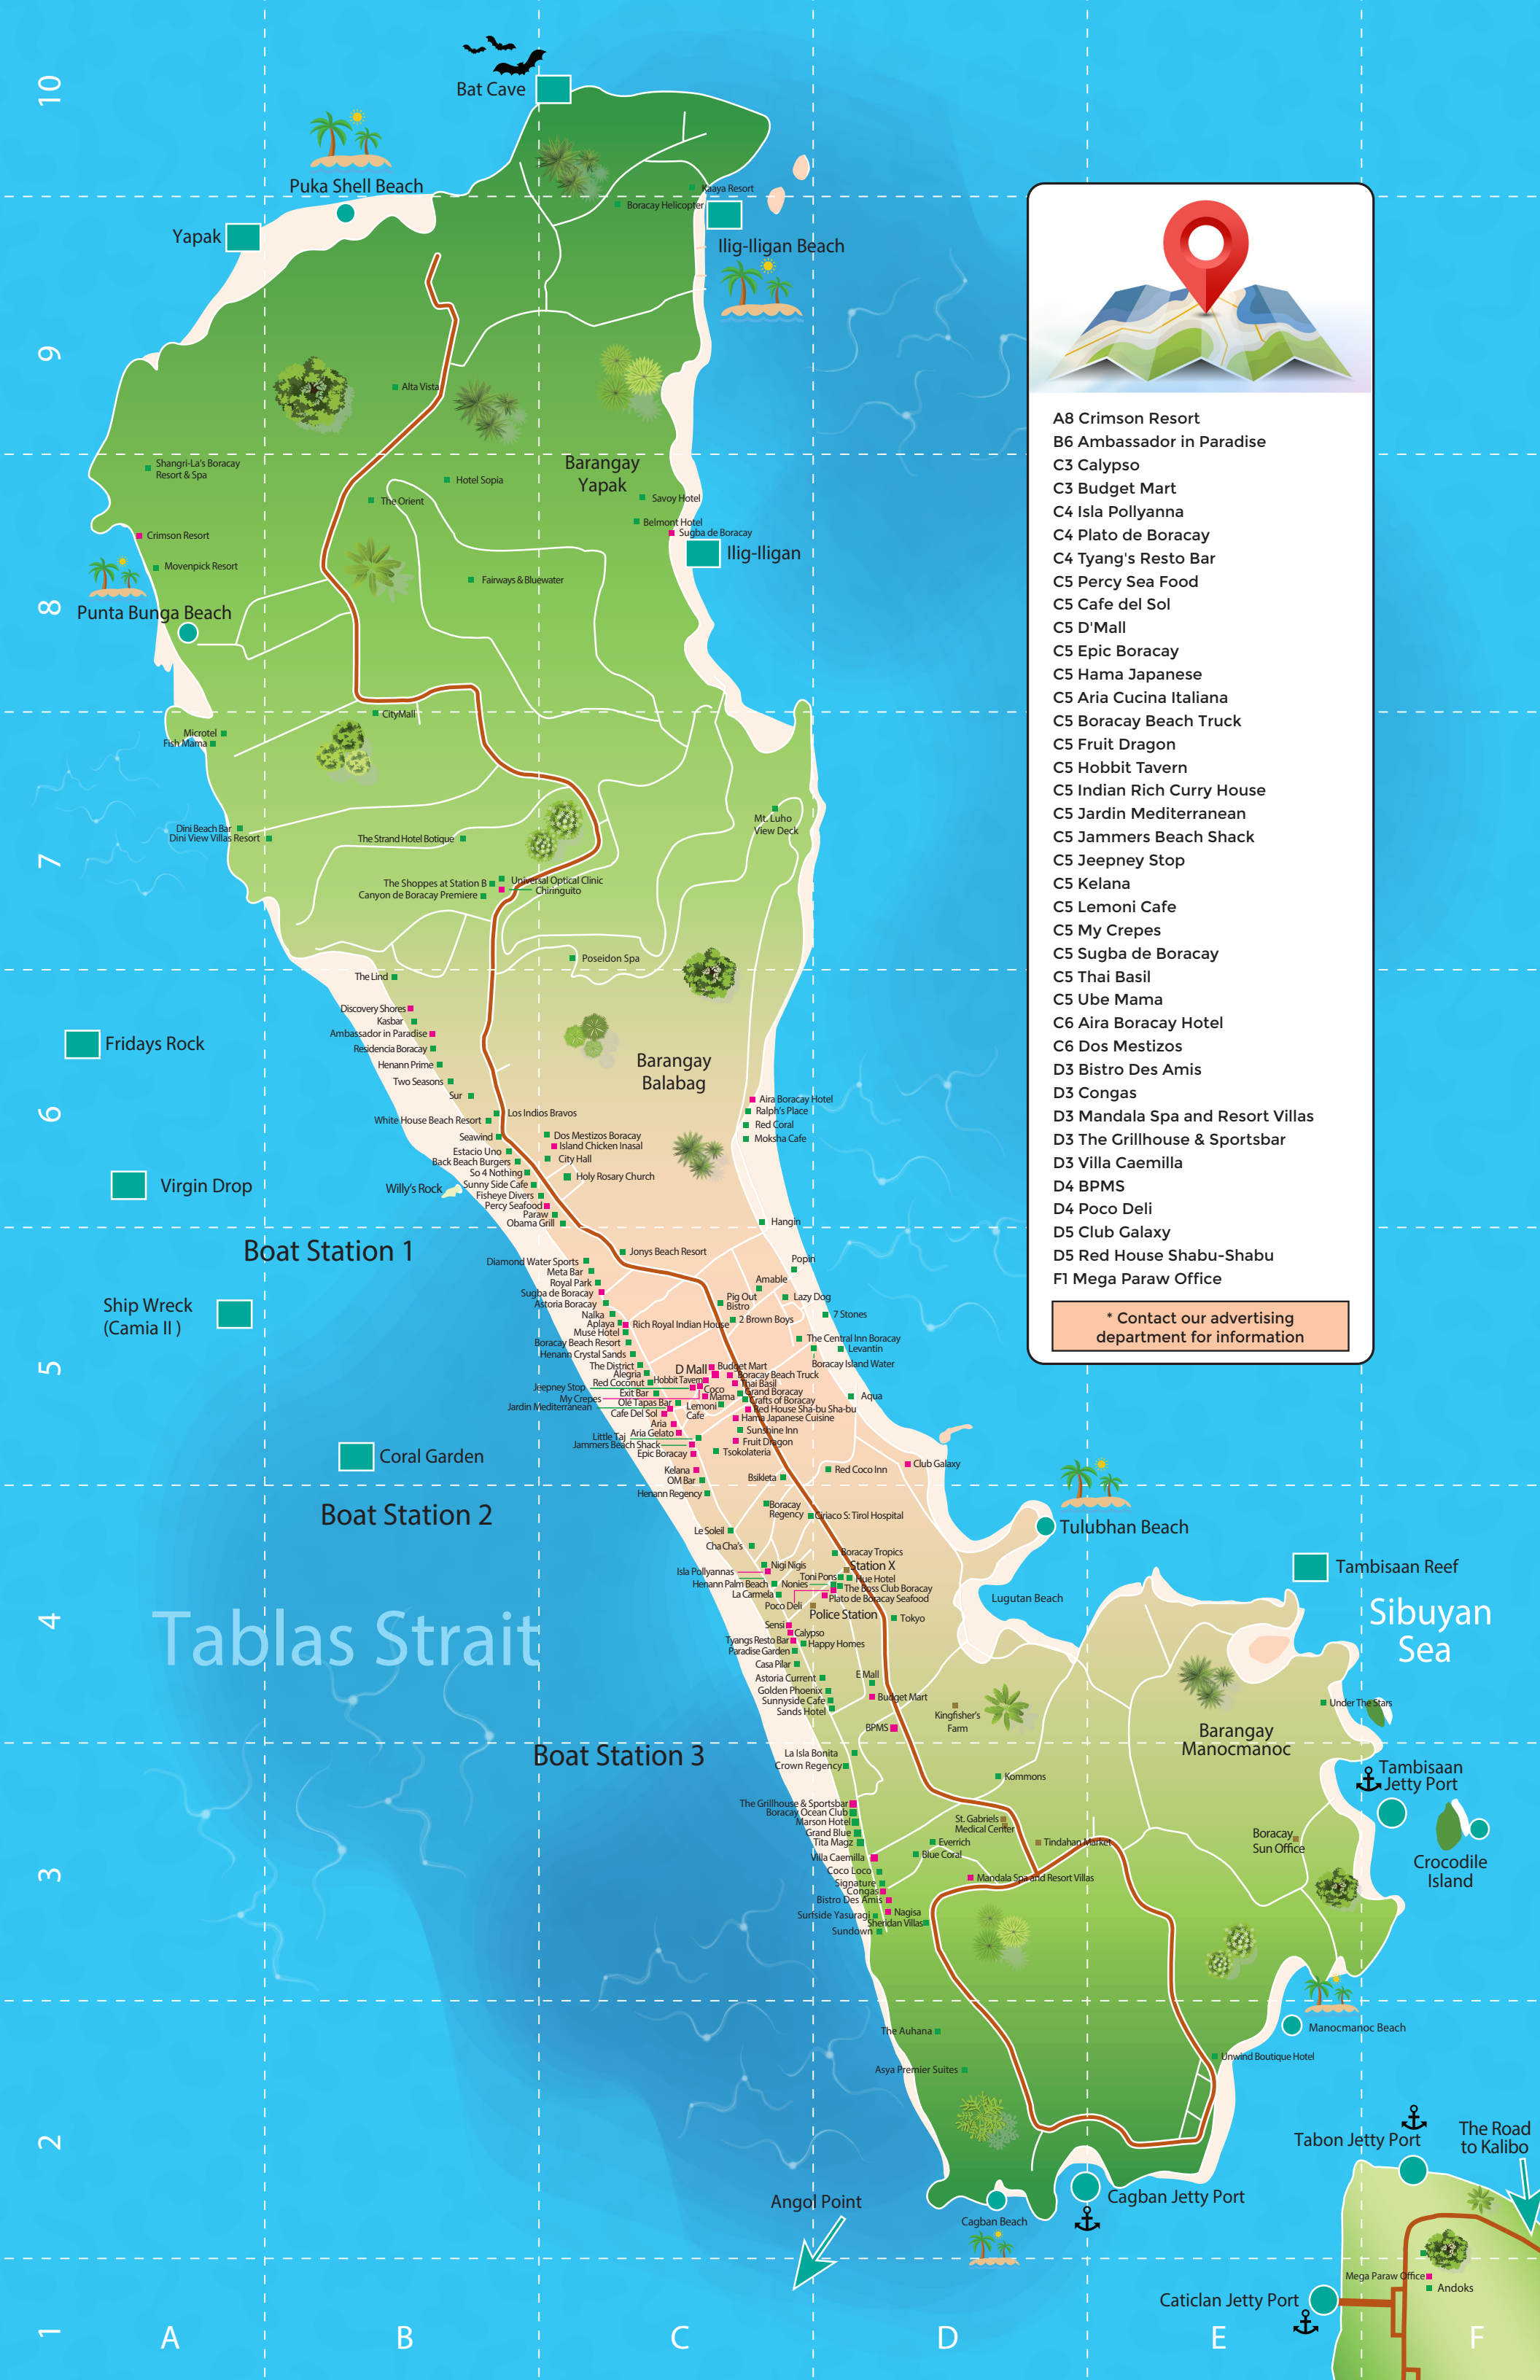 10
Bat Cave
Puka Shell Beach
Kaaya Resort
Boracay Helicopter
Yapak
Ilig-Iligan Beach
9
Alta Vista
Barangay
Yapak
Shangri-La's Boracay
Resort & Spa
Hotel Sopia
The Orient
Savoy Hotel
Belmont Hotel
Sugba de Boracay
Crimson Resort
Ilig-Iligan
Movenpick Resort
Fairways & Bluewater
8
Punta Bunga Beach
CityMall
Microtel
Fish Mama
Mt. Luho
View Deck
Dini Beach Bar
Dini View Villas Resort
The Strand Hotel Botique
7
The Shoppes at Station B
Universal Optical Clinic
Chiringuito
Canyon de Boracay Premiere
Poseidon Spa
The Lind
Discovery Shores
Kasbar
Ambassador in Paradise
Residencia Boracay
Henann Prime
Two Seasons
Sur
Fridays Rock
Barangay
Balabag
6
Aira Boracay Hotel
Ralph's Place
Red Coral
Moksha Cafe
Los Indios Bravos
White House Beach Resort
Seawind
Dos Mestizos Boracay
Island Chicken Inasal
Estacio Uno
City Hall
Back Beach Burgers
So 4 Nothing
Holy Rosary Church
Sunny Side Cafe
Virgin Drop
Willy's Rock
Fisheye Divers
Percy Seafood
Paraw
Obama Grill
Hangin
Boat Station 1
Jonys Beach Resort
Diamond Water Sports
Meta Bar
Royal Park
Sugba de Boracay
Astoria Boracay
Nalka
Aplaya
Rich Royal Indian House
Muse Hotel
Boracay Beach Resort
Henann Crystal Sands
The District
Alegria
Red Coconut
Exit Bar
Popin
Amable
Pig Out
Bistro
Lazy Dog
7 Stones
2 Brown Boys
The Central Inn Boracay
Levantin
Boracay Island Water
Ship Wreck
(Camia II )
5
D Mall
Budget Mart
Boracay Beach Truck
Hobbit Tavern
Thai Basil
Jeepney Stop
Coco
Mama
Grand Boracay
My Crepes
Crafts of Boracay
Jardin Mediterranean
Olé Tapas Bar
Lemoni
Cafe
Red House Sha-bu Sha-bu
Cafe Del Sol
Hama Japanese Cuisine
Aria
Aria Gelato
Sunshine Inn
Little Taj
Fruit Dragon
Jammers Beach Shack
Tsokolateria
Epic Boracay
Aqua
Kelana
OM Bar
Bsikleta
Red Coco Inn
Club Galaxy
Henann Regency
Coral Garden
Boat Station 2
Boracay
Regency
Ciriaco S: Tirol Hospital
Le Soleil
Cha Cha's
Boracay Tropics
Station X
Nigi Nigis
Isla Pollyannas
Toni Pons
Hue Hotel
Henann Palm Beach
Nonies
The Boss Club Boracay
La Carmela
Plato de Boracay Seafood
Poco Deli
Police Station
Tokyo
Sensi
Calypso
Tyangs Resto Bar
Happy Homes
Paradise Garden
Casa Pilar
E Mall
Astoria Current
Golden Phoenix
Budget Mart
Sunnyside Cafe
Sands Hotel
BPMS
Kingfisher's
Farm
Tulubhan Beach
Lugutan Beach
Tambisaan Reef
Sibuyan
Sea
4
Tablas Strait
Under The Stars
Barangay
Manocmanoc
Boat Station 3
La Isla Bonita
Crown Regency
Kommons
Tambisaan
Jetty Port
The Grillhouse & Sportsbar
Boracay Ocean Club
Marson Hotel
Grand Blue
Tita Magz
St. Gabriels
Medical Center
Everrich
Tindahan Market
Blue Coral
Boracay
Sun Office
Crocodile
Island
3
Villa Caemilla
Coco Loco
Mandala Spa and Resort Villas
Signature
Congas
Bistro Des Amis
Nagisa
Surfside Yasuragi
Sheridan Villas
Sundown
Manocmanoc Beach
The Auhana
Unwind Boutique Hotel
Asya Premier Suites
2
Tabon Jetty Port
The Road
to Kalibo
Angol Point
Cagban Jetty Port
Cagban Beach
Mega Paraw Office
Andoks
Caticlan Jetty Port
1
A
B
C
D
E
F
A8 Crimson Resort
B6 Ambassador in Paradise
C3 Calypso
C3 Budget Mart
C4 Isla Pollyanna
C4 Plato de Boracay
C4 Tyang's Resto Bar
C5 Percy Sea Food
C5 Cafe del Sol
C5 D'Mall
C5 Epic Boracay
C5 Hama Japanese
C5 Aria Cucina Italiana
C5 Boracay Beach Truck
C5 Fruit Dragon
C5 Hobbit Tavern
C5 Indian Rich Curry House
C5 Jardin Mediterranean
C5 Jammers Beach Shack
C5 Jeepney Stop
C5 Kelana
C5 Lemoni Cafe
C5 My Crepes
C5 Sugba de Boracay
C5 Thai Basil
C5 Ube Mama
C6 Aira Boracay Hotel
C6 Dos Mestizos
D3 Bistro Des Amis
D3 Congas
D3 Mandala Spa and Resort Villas
D3 The Grillhouse & Sportsbar
D3 Villa Caemilla
D4 BPMS
D4 Poco Deli
D5 Club Galaxy
D5 Red House Shabu-Shabu
F1 Mega Paraw Office
* Contact our advertising
department for information